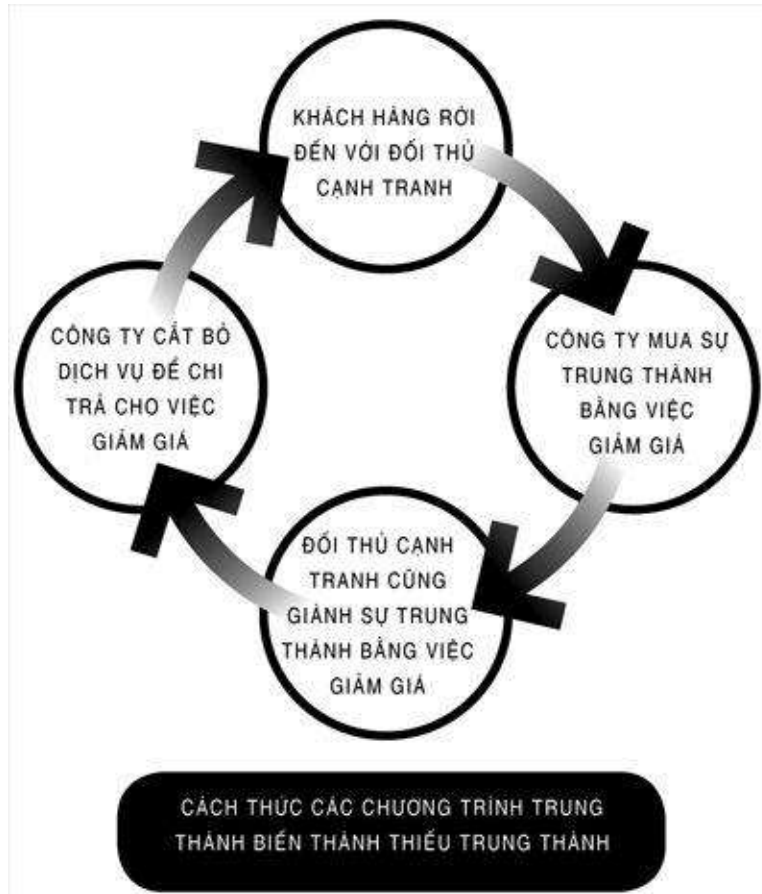 KHÁCH HÀNG RỜI
ĐẾN VỚI ĐỐI THỦ
CẠNH TRANH
CÔNG TY MUA SỰ
TRUNG THÀNH
BẰNG VIỆC
GIẢM GIÁ
ĐỐI THỦ CẠNH
TRANH CŨNG
GIÀNH SỰ TRUNG
THÀNH BẰNG VIỆC
GIẢM GIÁ
CÔNG TY CẮT BỎ
DỊCH VỤ ĐỂ CHI
TRẢ CHO VIỆC
GIẢM GIÁ
CÁCH THỨC CÁC CHƯƠNG TRÌNH TRUNG
THÀNH BIẾN THÀNH THIẾU TRUNG THÀNH